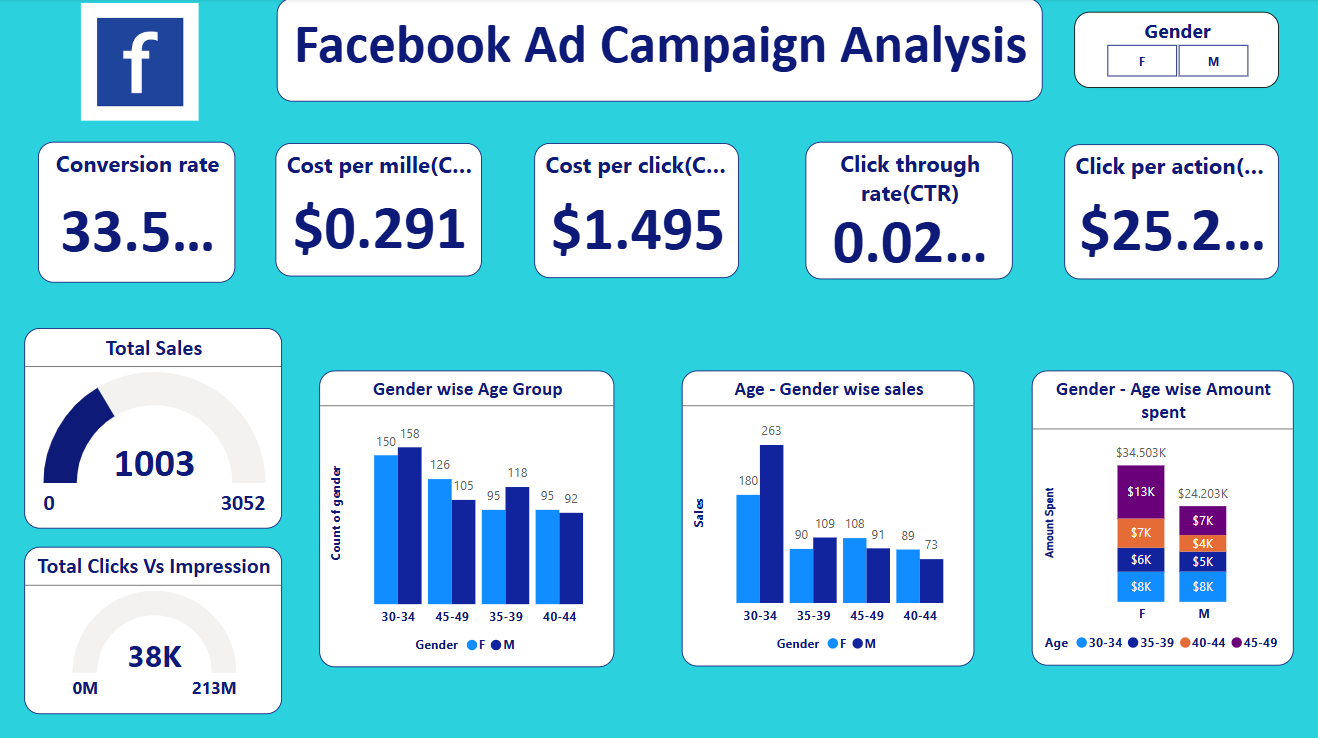 f
Facebook Ad Campaign Analysis
Gender
F
M
Conversion rate
33.5...
Cost per mille(C...
$0.291
Cost per click(C...
$1.495
Click through
rate(CTR)
0.02...
Click per action(...
$25.2...
Total Sales
1003
0
3052
Total Clicks Vs Impression
38K
0M
213M
Gender wise Age Group
Count of gender
150
158
126
105
95
118
95
92
30-34
45-49
35-39
40-44
Gender F M
Age - Gender wise sales
Sales
180
263
90
109
108
91
89
73
30-34
35-39
45-49
40-44
Gender F M
Gender - Age wise Amount
spent
Amount Spent
$34.503K
$13K
$7K
$6K
$8K
$24.203K
$7K
$4K
$5K
$8K
F
M
Age 30-34 35-39 40-44 45-49